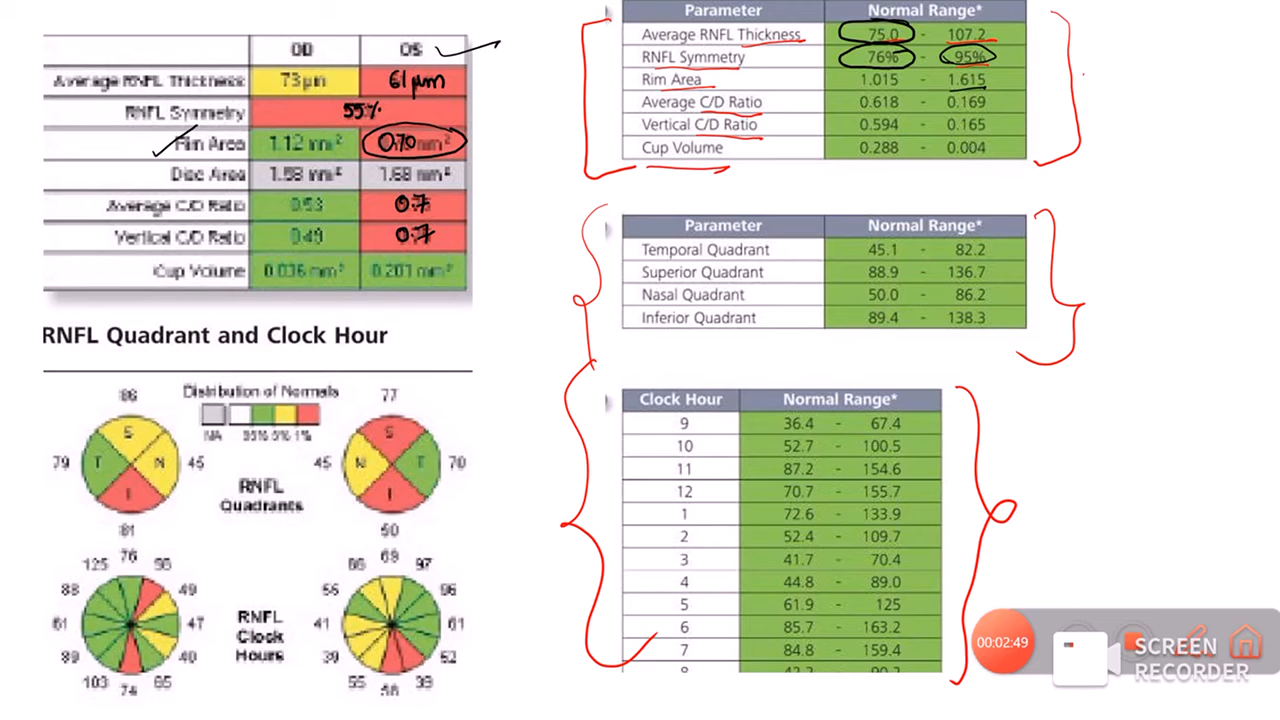 OD OS
Average RNFL Thickness 73 µm 61 µm
RNFL Symmetry 55%
Rim Area 1.12 mm² 0.70 mm²
Disc Area 1.58 mm² 1.68 mm²
Average C/D Ratio 0.53 0.7
Vertical C/D Ratio 0.49 0.7
Cup Volume 0.036 mm³ 0.201 mm³
RNFL Quadrant and Clock Hour
Distribution of Normals
NA 95% 5% 1%
86
S
79 T N 45
I
81
77
S
45 N T 70
I
50
RNFL
Quadrants
125 76
88 49
61 47
89 40
103 74 65
66 69 97
55 96
41 61
39 52
55 39
RNFL
Clock
Hours
Parameter Normal Range*
Average RNFL Thickness 75.0 - 107.2
RNFL Symmetry 76% - 95%
Rim Area 1.015 - 1.615
Average C/D Ratio 0.618 - 0.169
Vertical C/D Ratio 0.594 - 0.165
Cup Volume 0.288 - 0.004
Parameter Normal Range*
Temporal Quadrant 45.1 - 82.2
Superior Quadrant 88.9 - 136.7
Nasal Quadrant 50.0 - 86.2
Inferior Quadrant 89.4 - 138.3
Clock Hour Normal Range*
9 36.4 - 67.4
10 52.7 - 100.5
11 87.2 - 154.6
12 70.7 - 155.7
1 72.6 - 133.9
2 52.4 - 109.7
3 41.7 - 70.4
4 44.8 - 89.0
5 61.9 - 125
6 85.7 - 163.2
7 84.8 - 159.4
00:02:49
SCREEN
RECORDER